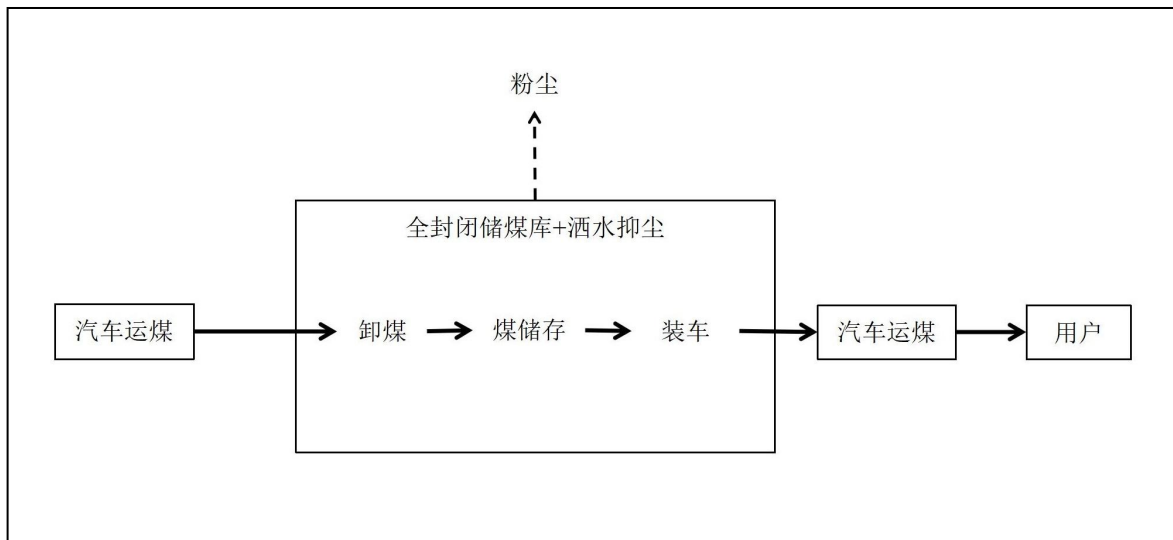 粉尘
全封闭储煤库+洒水抑尘
汽车运煤
卸煤
煤储存
装车
汽车运煤
用户